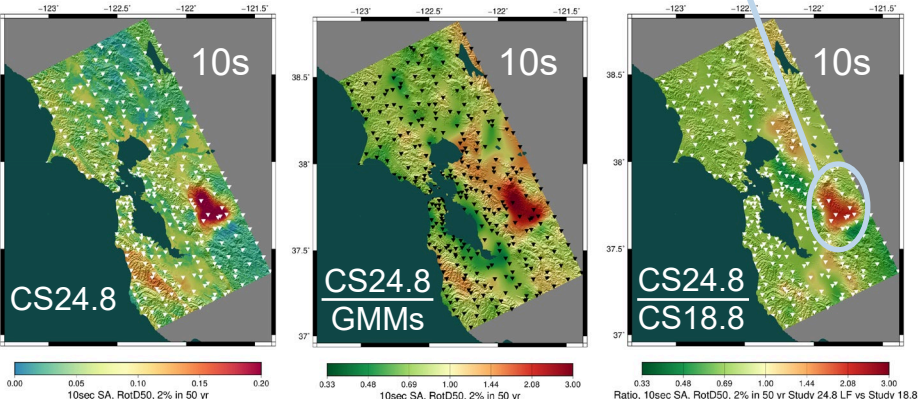 -123° -122.5° -122° -121.5°
10s
CS24.8
0.00 0.05 0.10 0.15 0.20
10sec SA, RotD50, 2% in 50 yr
-123° -122.5° -122° -121.5°
38.5°
38°
37.5°
37°
10s
CS24.8
GMMs
0.33 0.48 0.69 1.00 1.44 2.08 3.00
10sec SA, RotD50, 2% in 50 yr
-123° -122.5° -122° -121.5°
38.5°
38°
37.5°
37°
10s
CS24.8
CS18.8
0.33 0.48 0.69 1.00 1.44 2.08 3.00
Ratio, 10sec SA, RotD50, 2% in 50 yr Study 24.8 LF vs Study 18.8